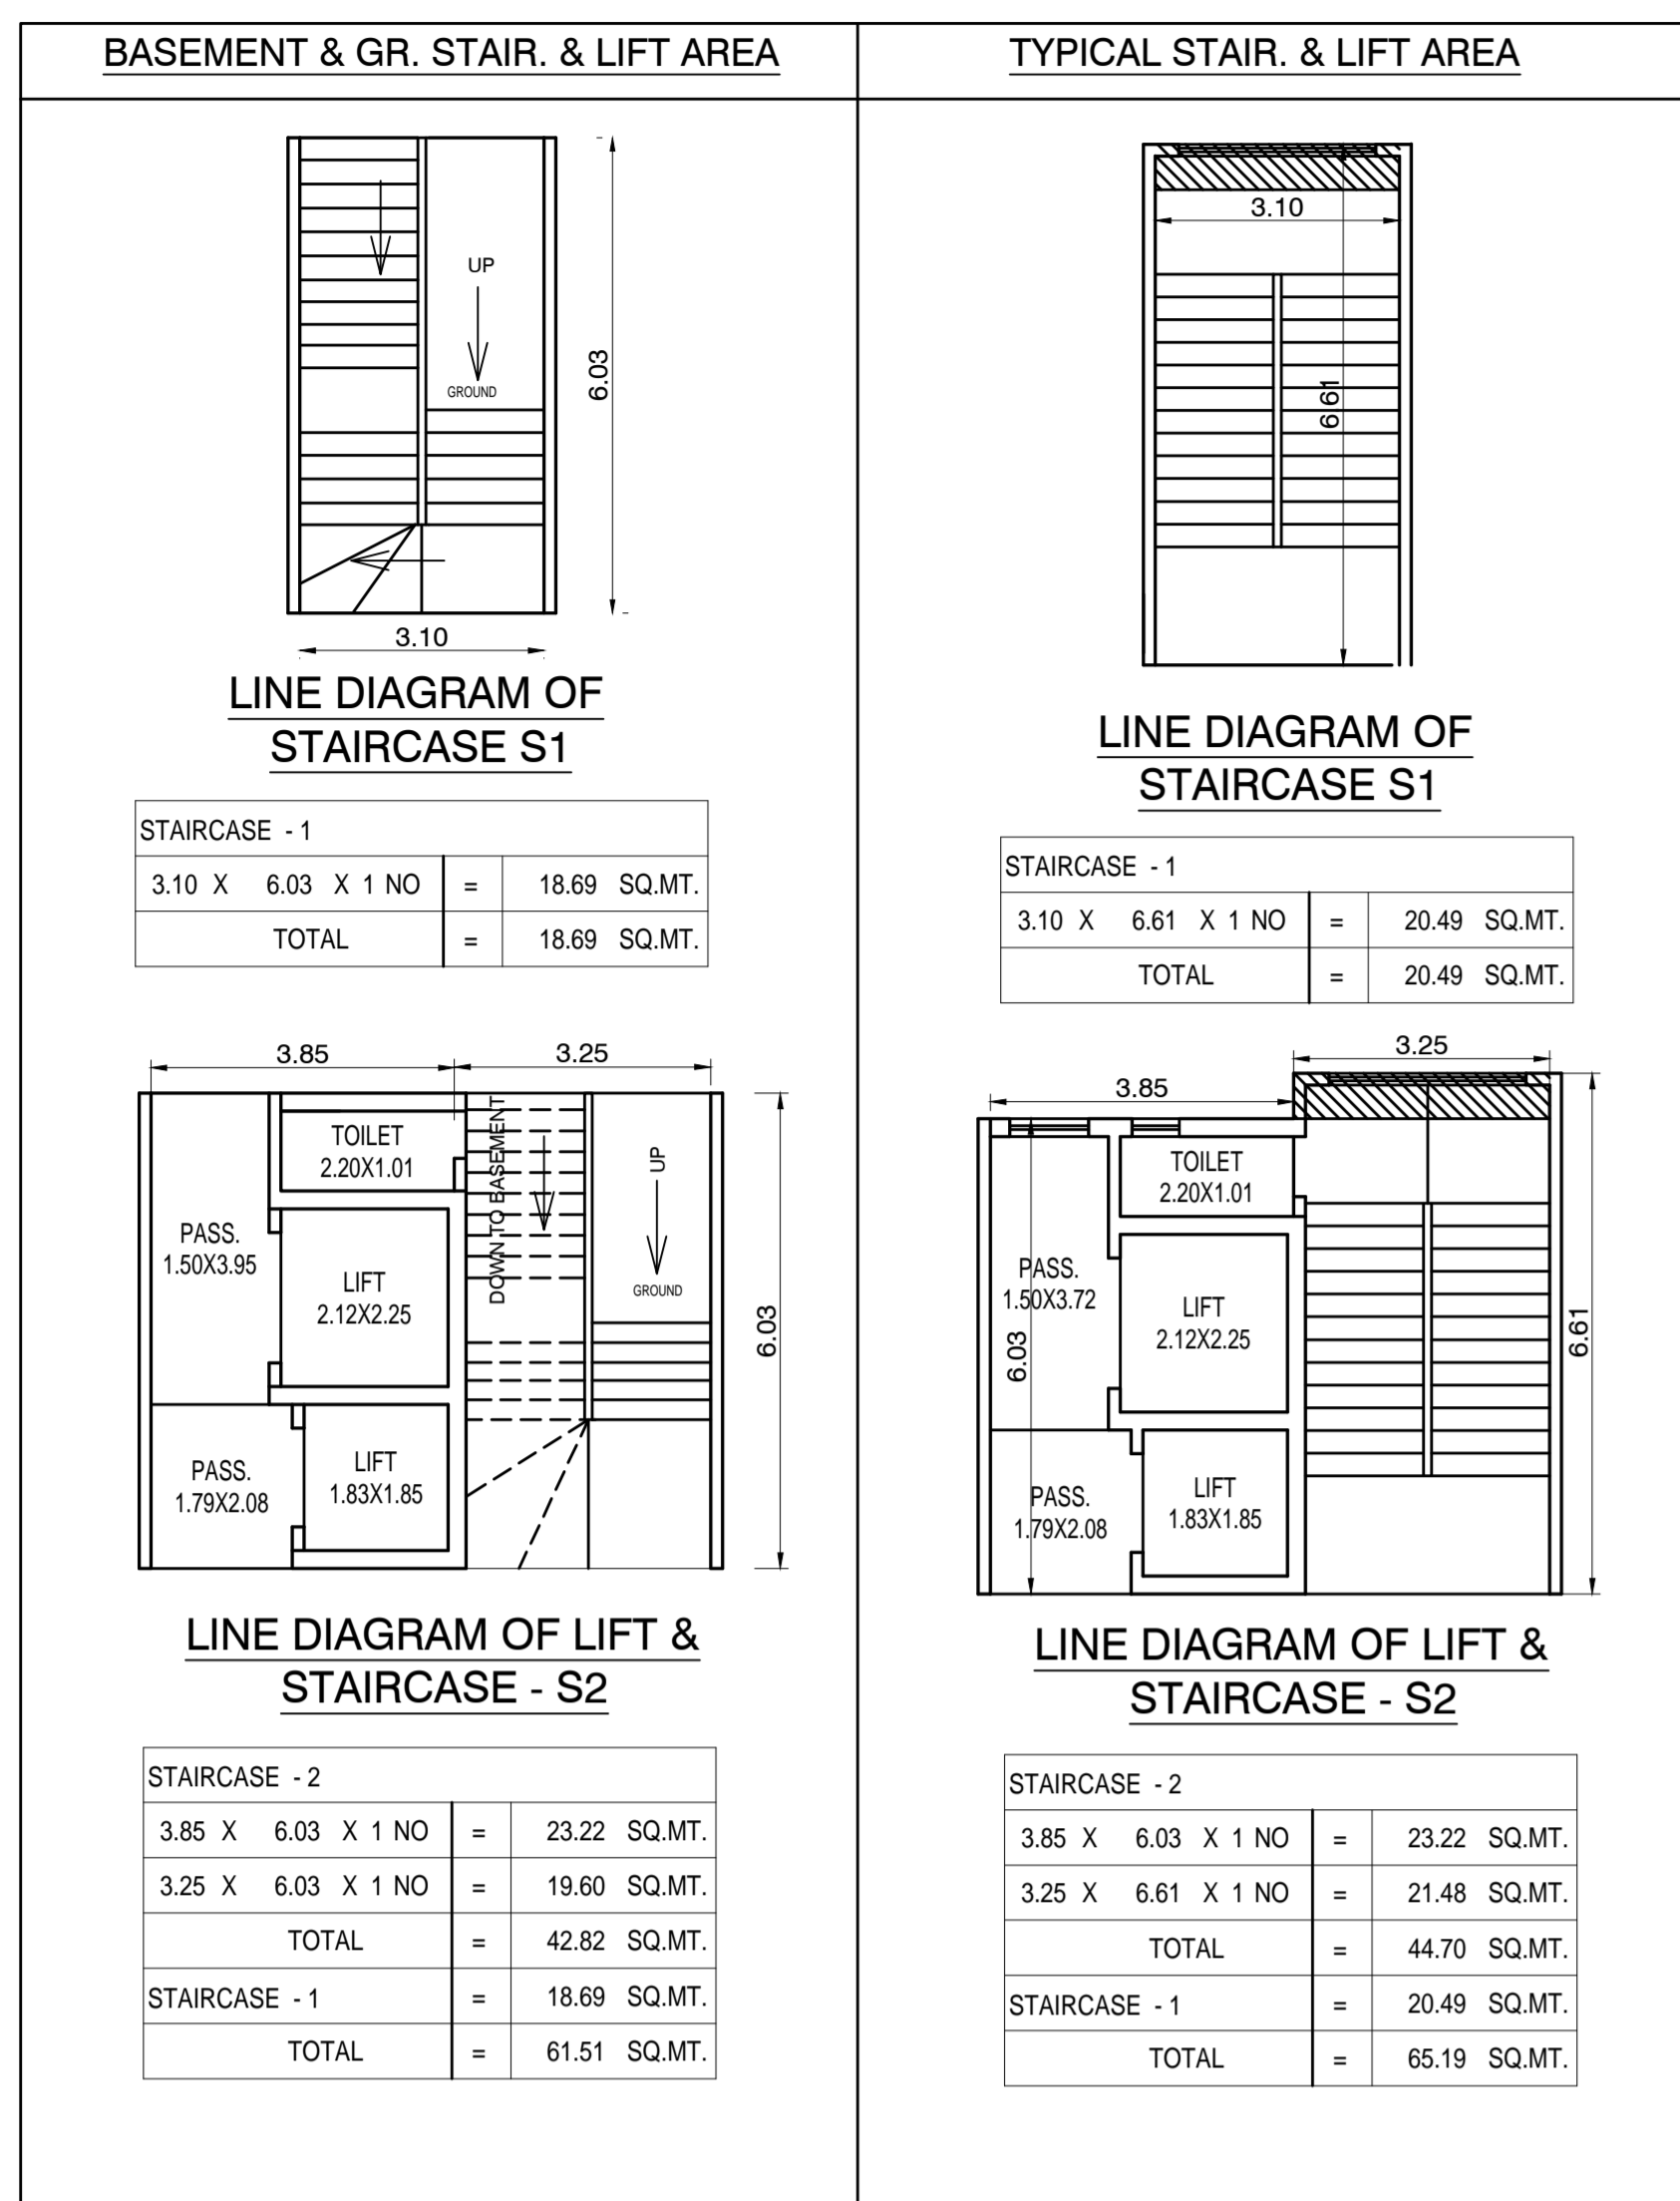 BASEMENT & GR. STAIR. & LIFT AREA
UP
GROUND
6.03
3.10
LINE DIAGRAM OF
STAIRCASE S1
STAIRCASE - 1
3.10 X 6.03 X 1 NO = 18.69 SQ.MT.
TOTAL = 18.69 SQ.MT.
3.85 3.25
TOILET
2.20X1.01
DOWN TO BASEMENT
UP
PASS.
1.50X3.95
LIFT
2.12X2.25
GROUND
6.03
PASS.
1.79X2.08
LIFT
1.83X1.85
LINE DIAGRAM OF LIFT &
STAIRCASE - S2
STAIRCASE - 2
3.85 X 6.03 X 1 NO = 23.22 SQ.MT.
3.25 X 6.03 X 1 NO = 19.60 SQ.MT.
TOTAL = 42.82 SQ.MT.
STAIRCASE - 1 = 18.69 SQ.MT.
TOTAL = 61.51 SQ.MT.
TYPICAL STAIR. & LIFT AREA
3.10
6.61
LINE DIAGRAM OF
STAIRCASE S1
STAIRCASE - 1
3.10 X 6.61 X 1 NO = 20.49 SQ.MT.
TOTAL = 20.49 SQ.MT.
3.25
3.85
TOILET
2.20X1.01
PASS.
1.50X3.72
LIFT
2.12X2.25
6.03
6.61
PASS.
1.79X2.08
LIFT
1.83X1.85
LINE DIAGRAM OF LIFT &
STAIRCASE - S2
STAIRCASE - 2
3.85 X 6.03 X 1 NO = 23.22 SQ.MT.
3.25 X 6.61 X 1 NO = 21.48 SQ.MT.
TOTAL = 44.70 SQ.MT.
STAIRCASE - 1 = 20.49 SQ.MT.
TOTAL = 65.19 SQ.MT.